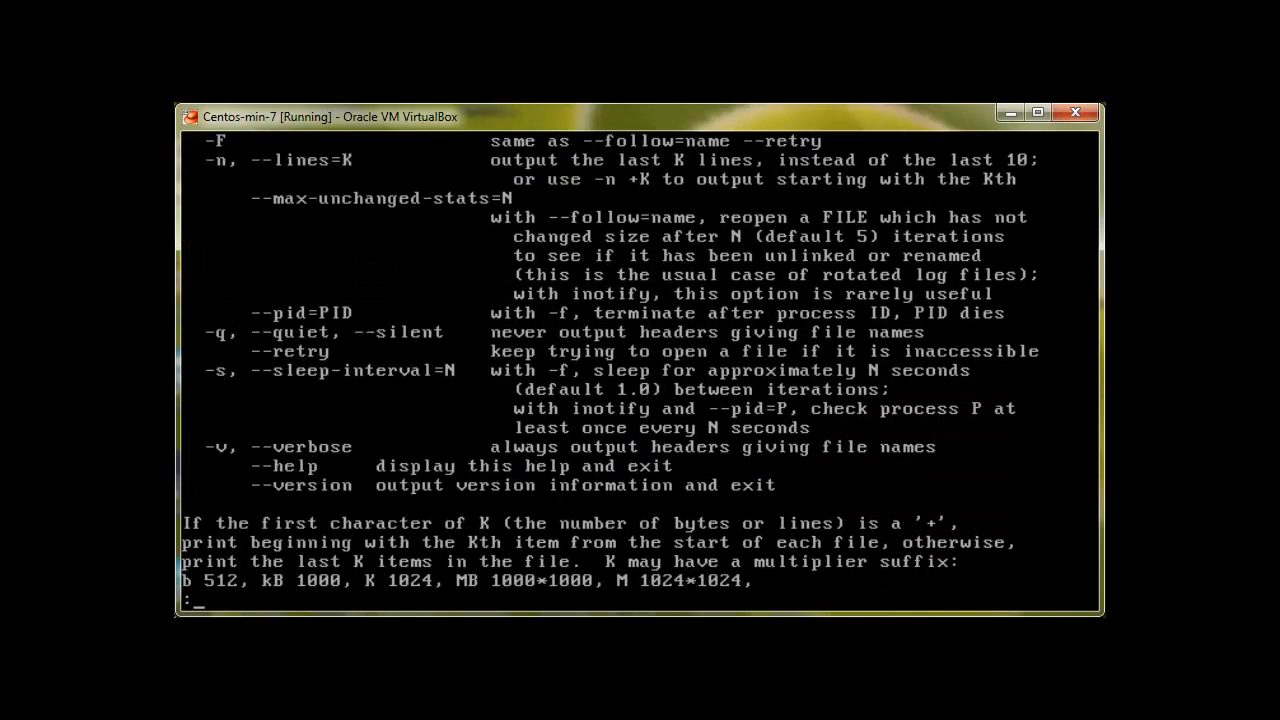 Centos-min-7 [Running] - Oracle VM VirtualBox
-F same as --follow=name --retry
-n, --lines=K output the last K lines, instead of the last 10;
or use -n +K to output starting with the Kth
--max-unchanged-stats=N
with --follow=name, reopen a FILE which has not
changed size after N (default 5) iterations
to see if it has been unlinked or renamed
(this is the usual case of rotated log files);
with inotify, this option is rarely useful
--pid=PID with -f, terminate after process ID, PID dies
-q, --quiet, --silent never output headers giving file names
--retry keep trying to open a file if it is inaccessible
-s, --sleep-interval=N with -f, sleep for approximately N seconds
(default 1.0) between iterations;
with inotify and --pid=P, check process P at
least once every N seconds
-v, --verbose always output headers giving file names
--help display this help and exit
--version output version information and exit
If the first character of K (the number of bytes or lines) is a '+',
print beginning with the Kth item from the start of each file, otherwise,
print the last K items in the file. K may have a multiplier suffix:
b 512, kB 1000, K 1024, MB 1000*1000, M 1024*1024,
:_